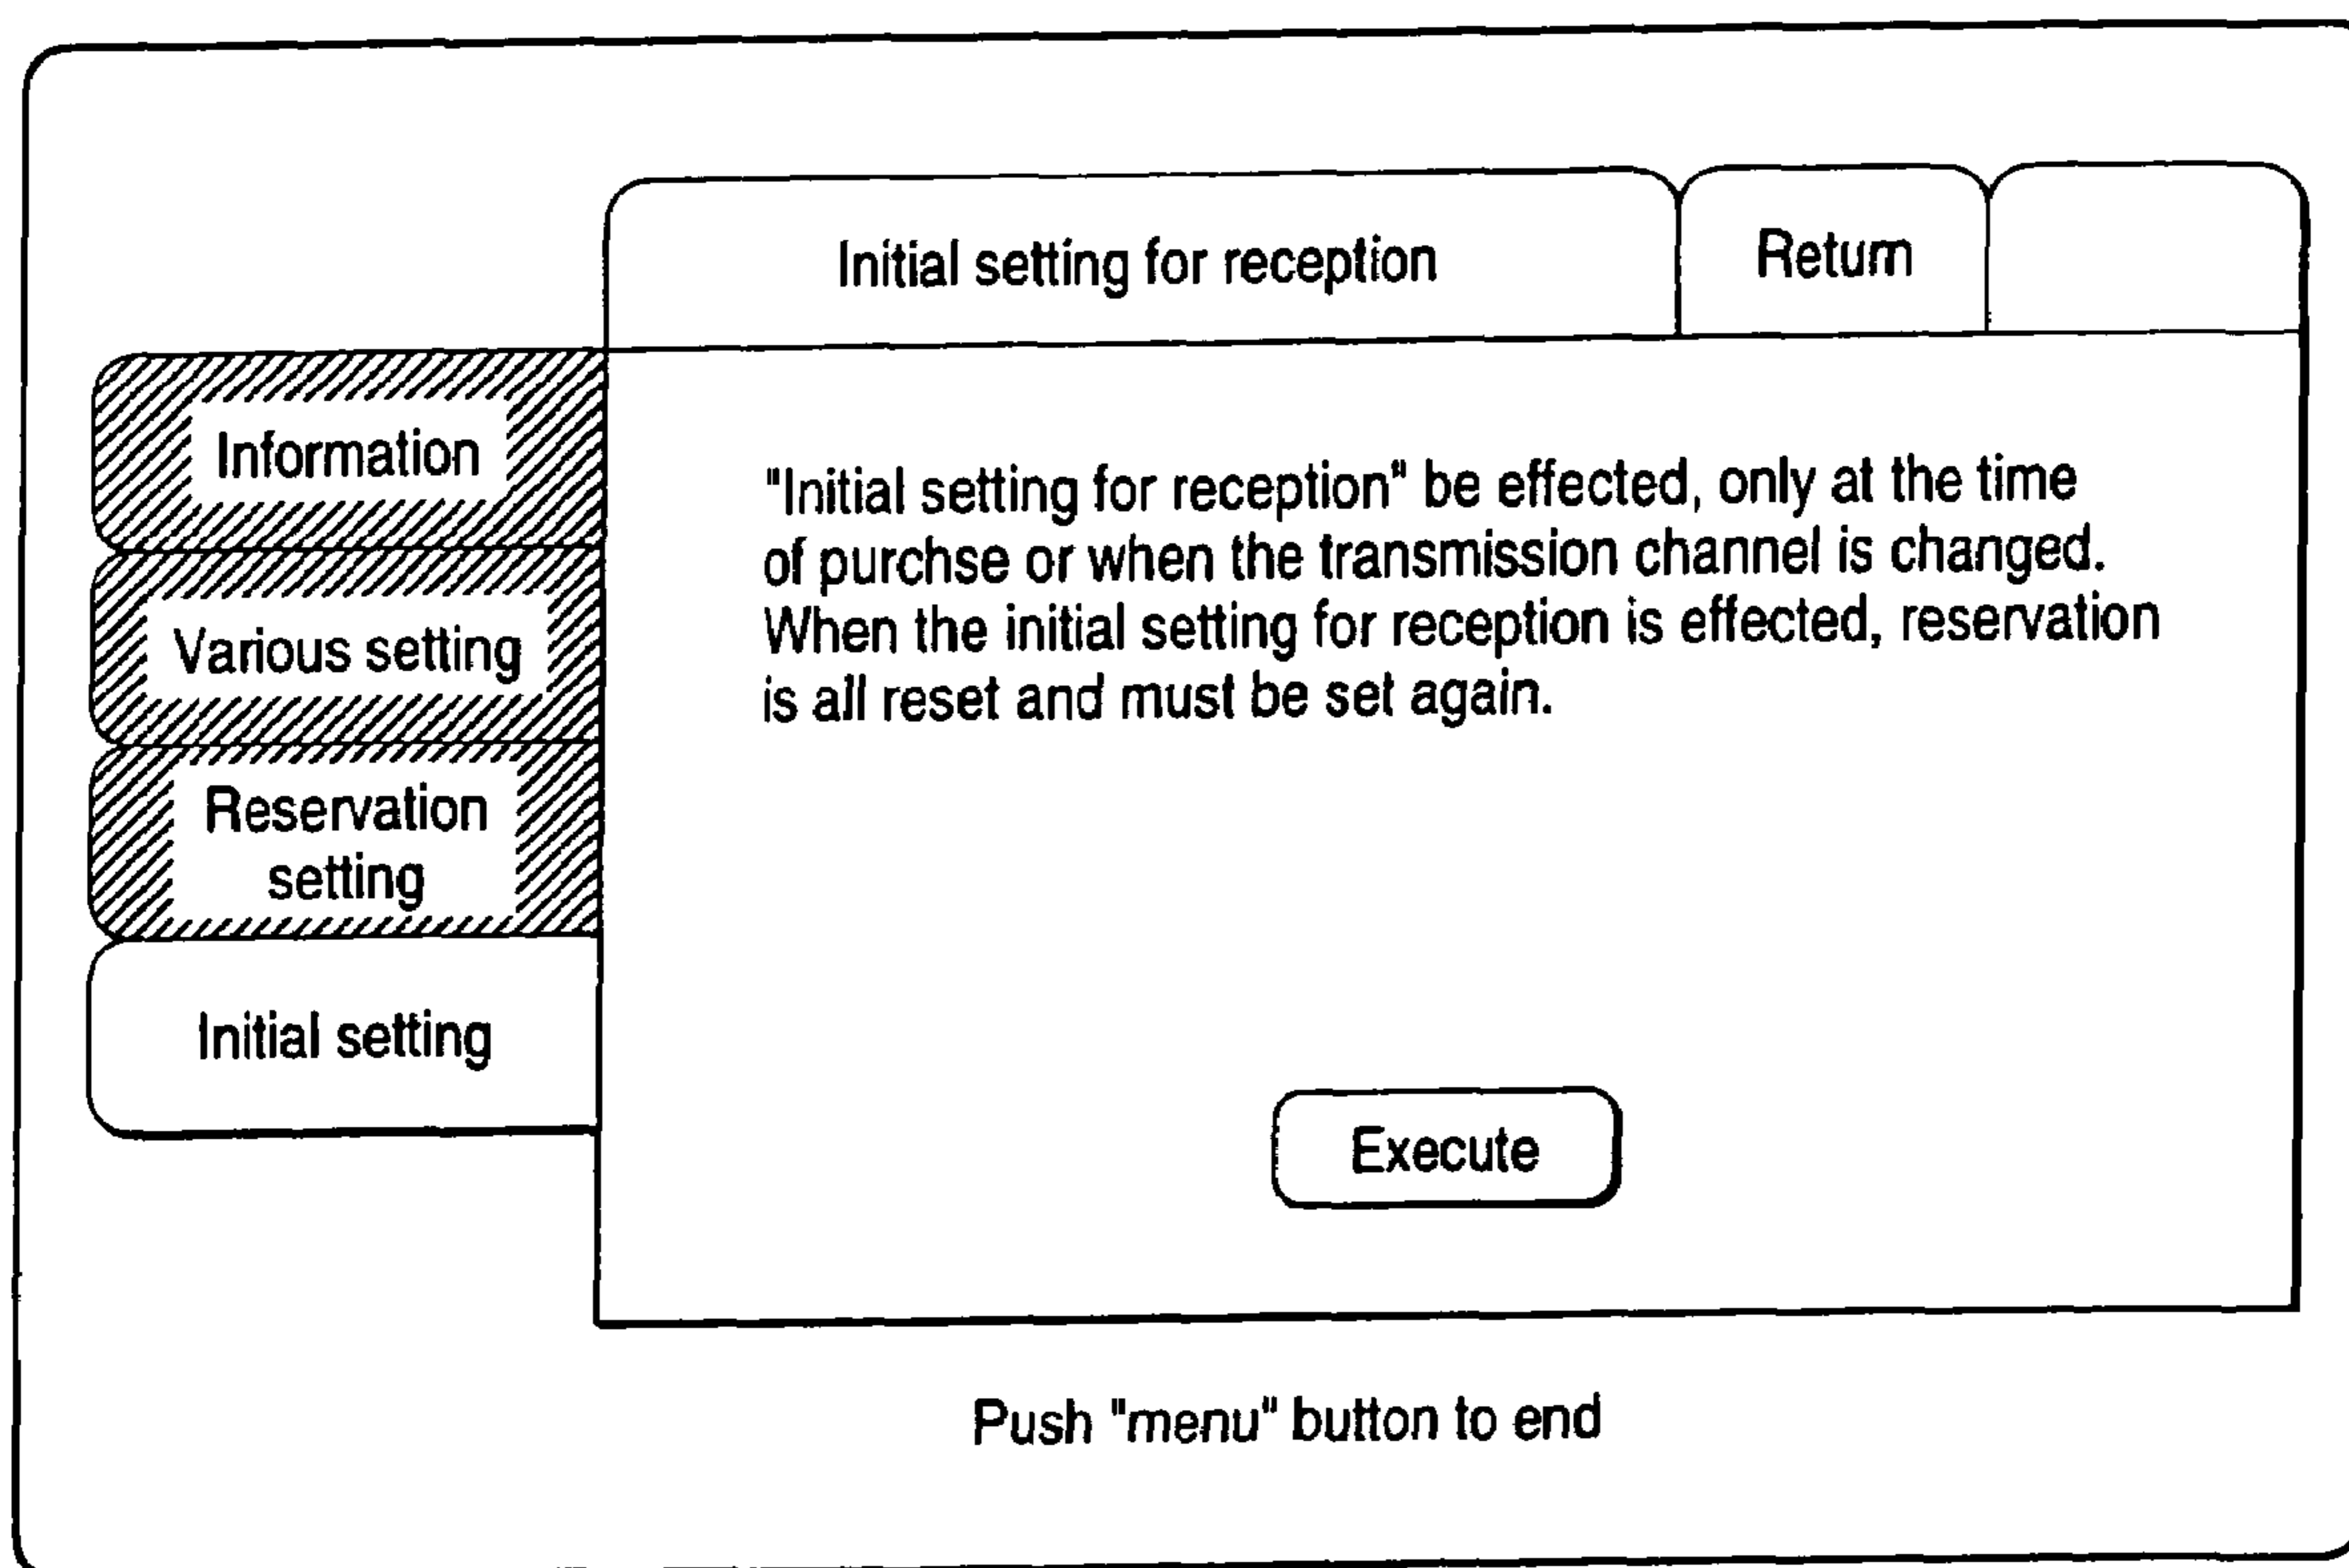 Initial setting for reception
Return
Information
Various setting
Reservation
setting
Initial setting
"Initial setting for reception" be effected, only at the time
of purchse or when the transmission channel is changed.
When the initial setting for reception is effected, reservation
is all reset and must be set again.
Execute
Push "menu" button to end